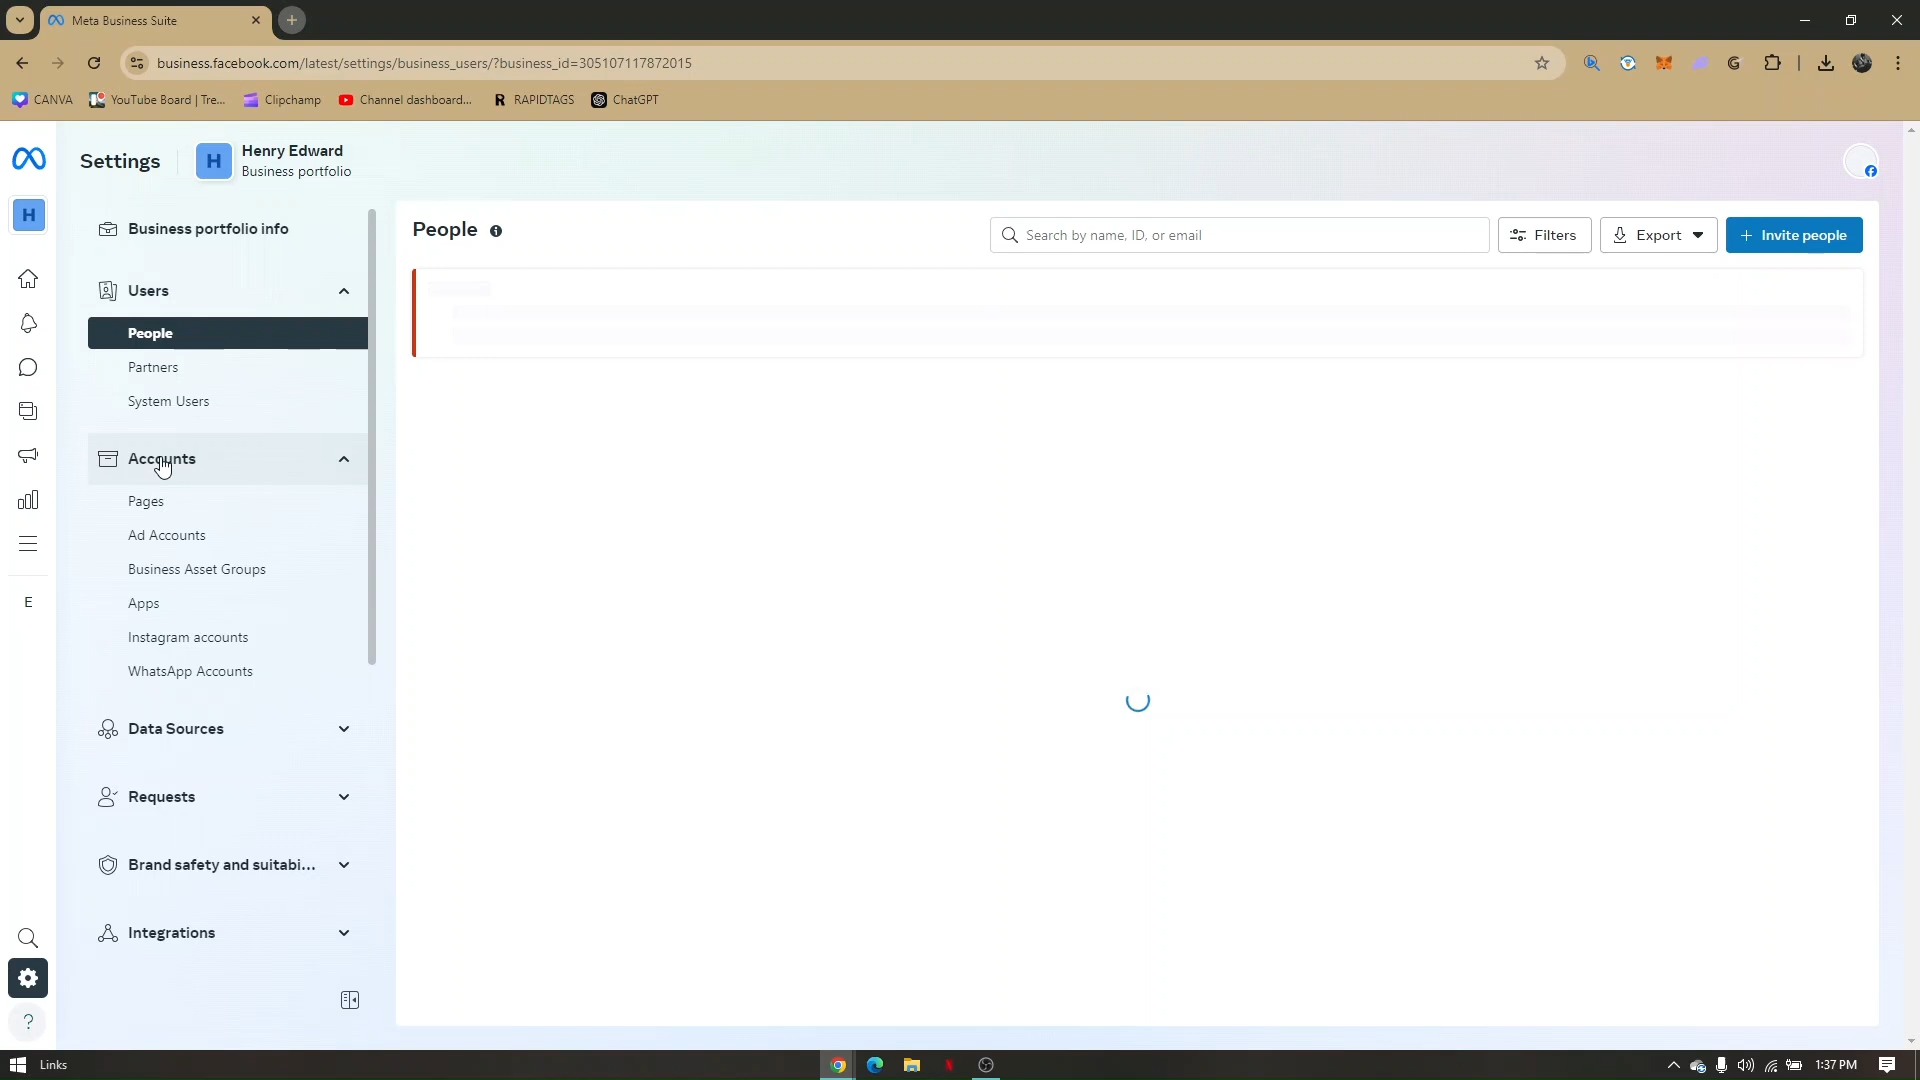 Meta Business Suite
business.facebook.com/latest/settings/business_users/?business_id=305107117872015
CANVA
YouTube Board | Tre...
Clipchamp
Channel dashboard...
R RAPIDTAGS
ChatGPT
Settings
H
Henry Edward
Business portfolio
H
Business portfolio info
People
Search by name, ID, or email
Filters
Export
+ Invite people
Users
People
Partners
System Users
Accounts
Pages
Ad Accounts
Business Asset Groups
Apps
E
Instagram accounts
WhatsApp Accounts
Data Sources
Requests
Brand safety and suitabi...
Integrations
?
Links
1:37 PM